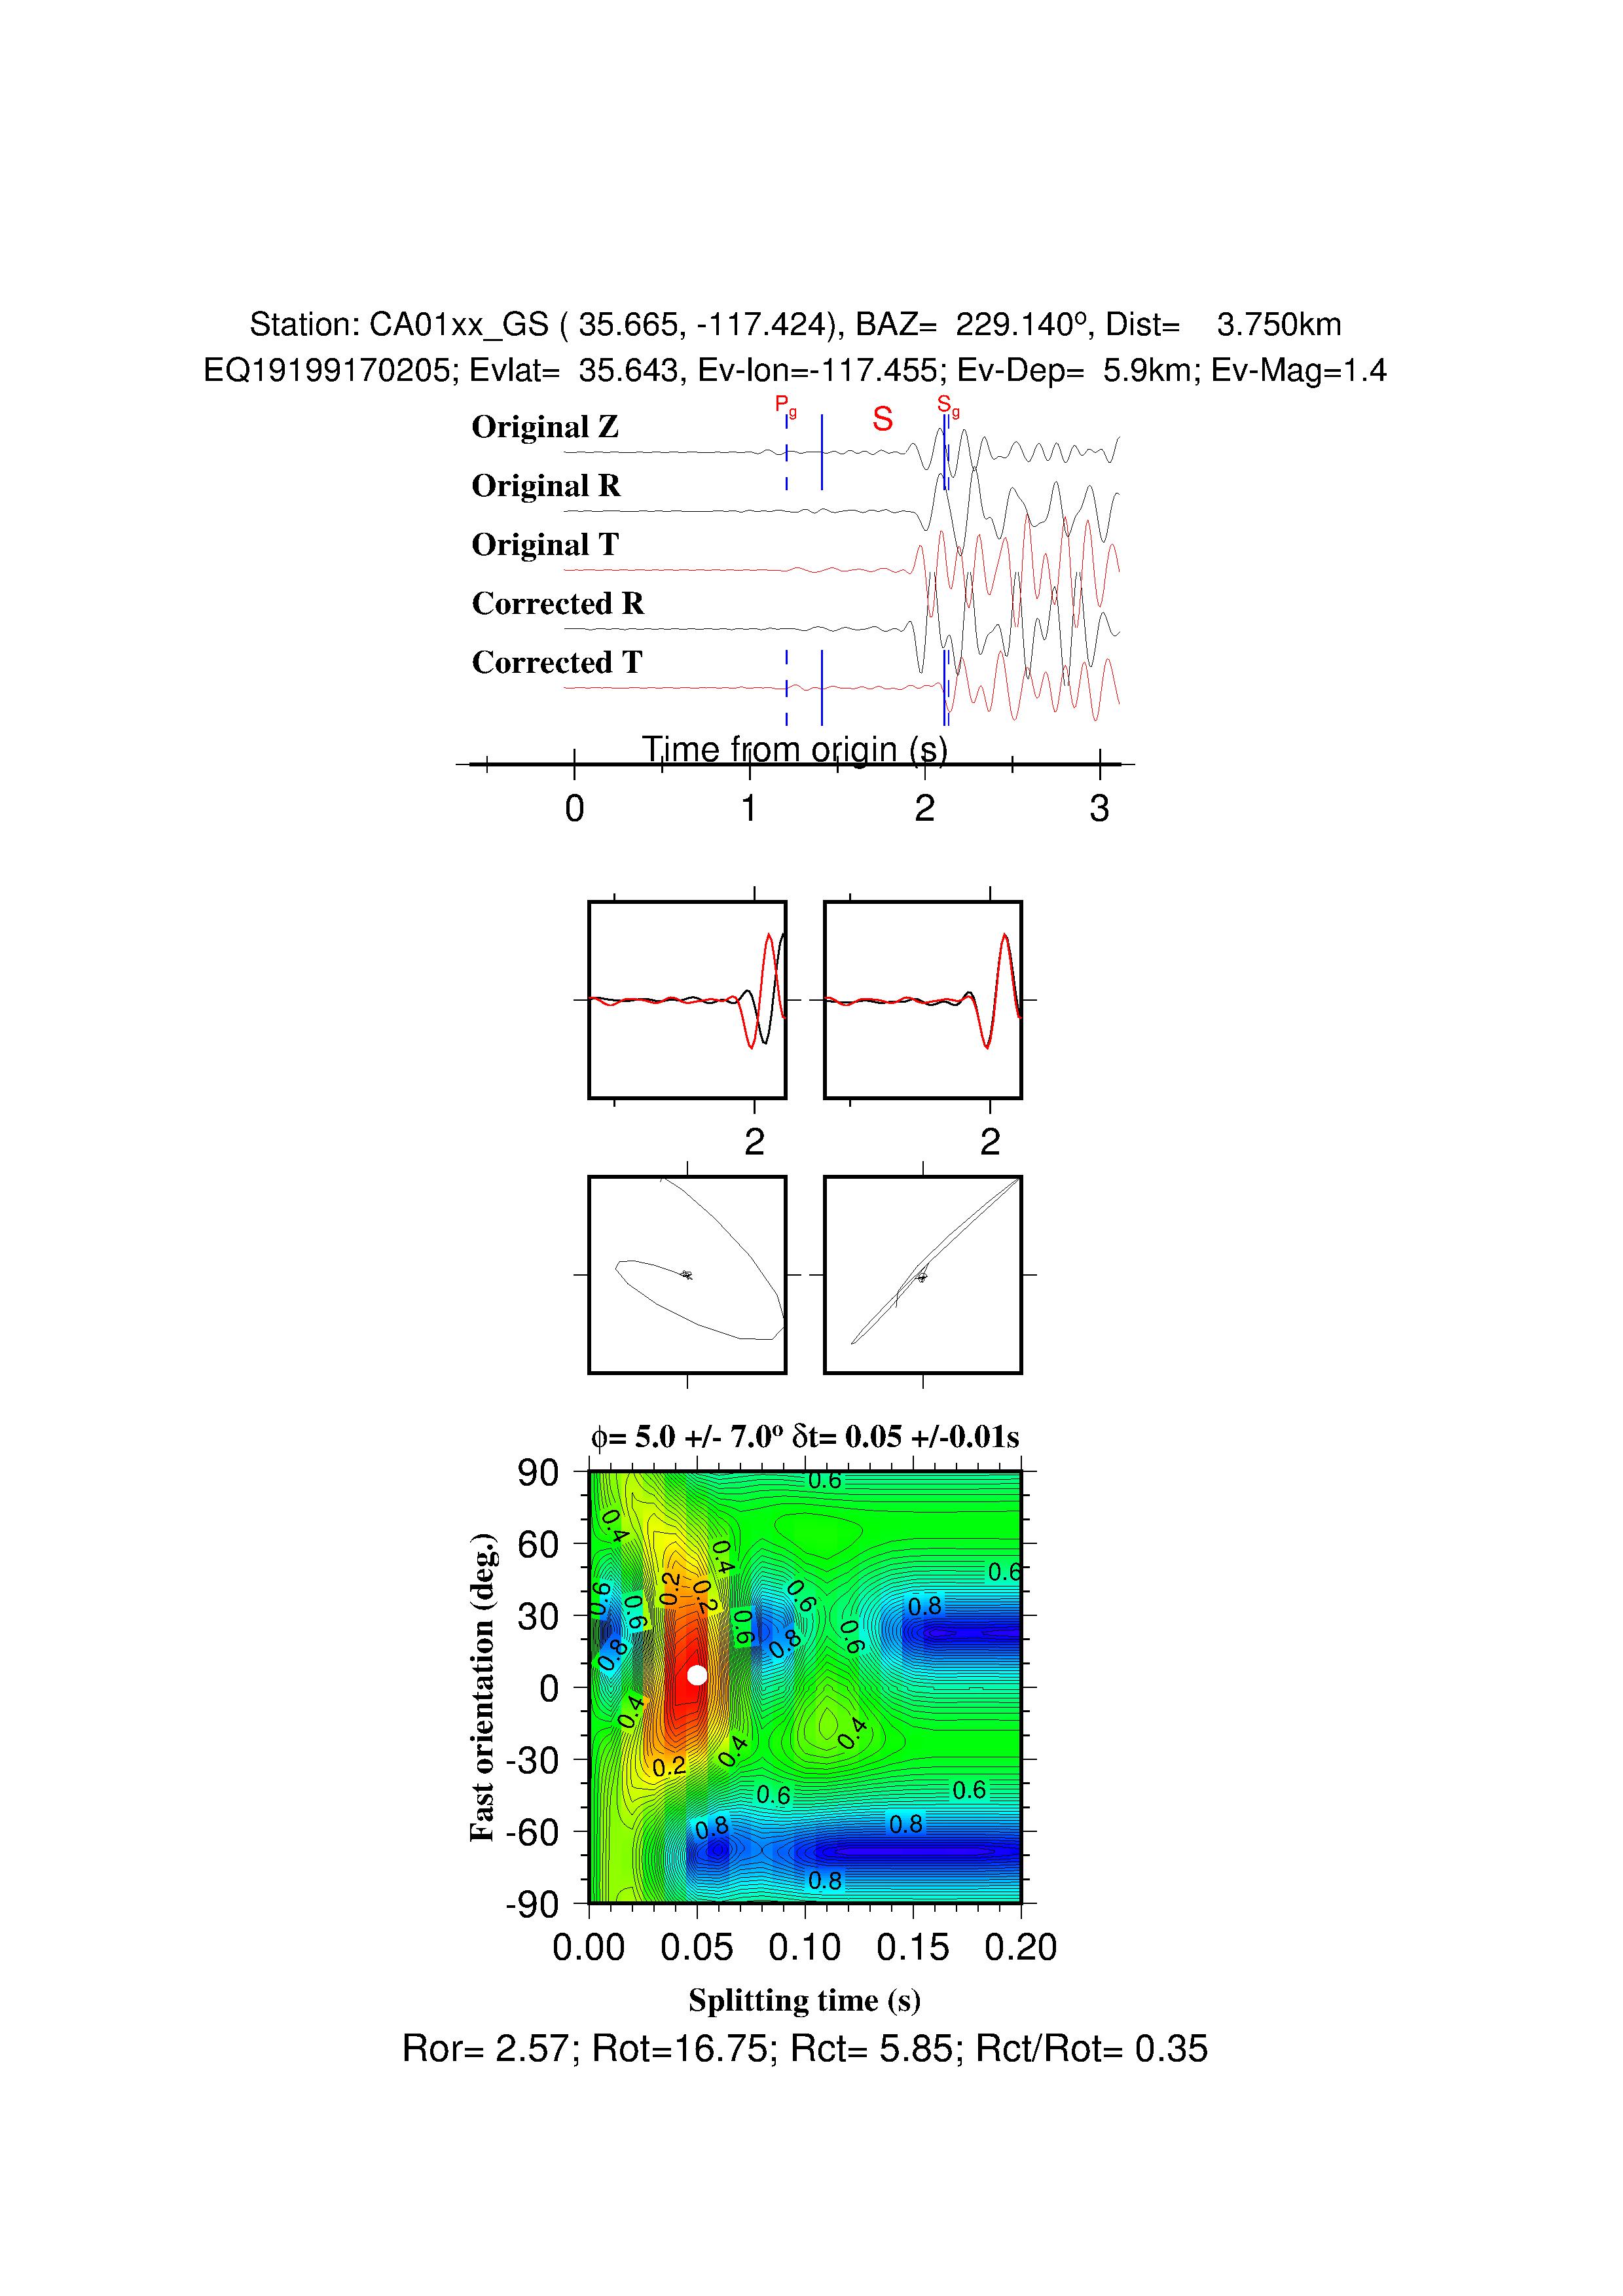 Station: CA01xx_GS ( 35.665, -117.424), BAZ= 229.140º, Dist= 3.750km
EQ19199170205; Evlat= 35.643, Ev-lon=-117.455; Ev-Dep= 5.9km; Ev-Mag=1.4
Pg S Sg
Original Z
Original R
Original T
Corrected R
Corrected T
Time from origin (s)
0 1 2 3
2 2
ϕ= 5.0 +/- 7.0º δt= 0.05 +/-0.01s
90
60
30
0
-30
-60
-90
Fast orientation (deg.)
0.6
0.4
0.4
0.6
0.2
0.2
0.6
0.6
0.6
0.6
0.8
0.8
0.8
0.6
0.4
0.4
0.4
0.2
0.6
0.6
0.8
0.8
0.8
0.00 0.05 0.10 0.15 0.20
Splitting time (s)
Ror= 2.57; Rot=16.75; Rct= 5.85; Rct/Rot= 0.35